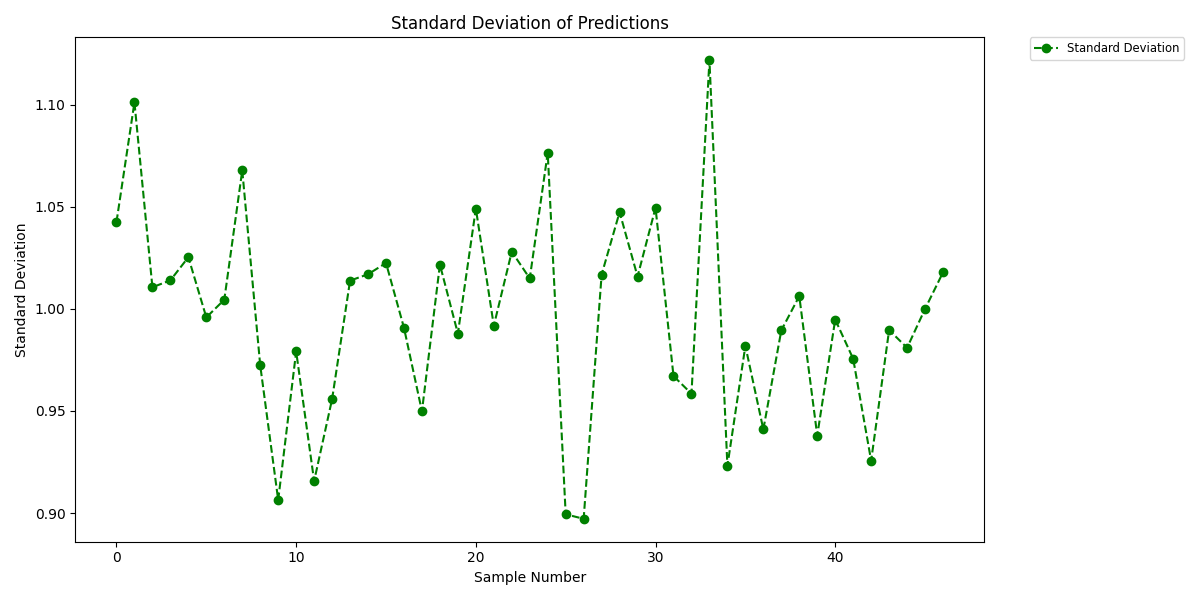 Standard Deviation of Predictions
Standard Deviation
1.10
1.05
1.00
0.95
0.90
Standard Deviation
0
10
20
30
40
Sample Number